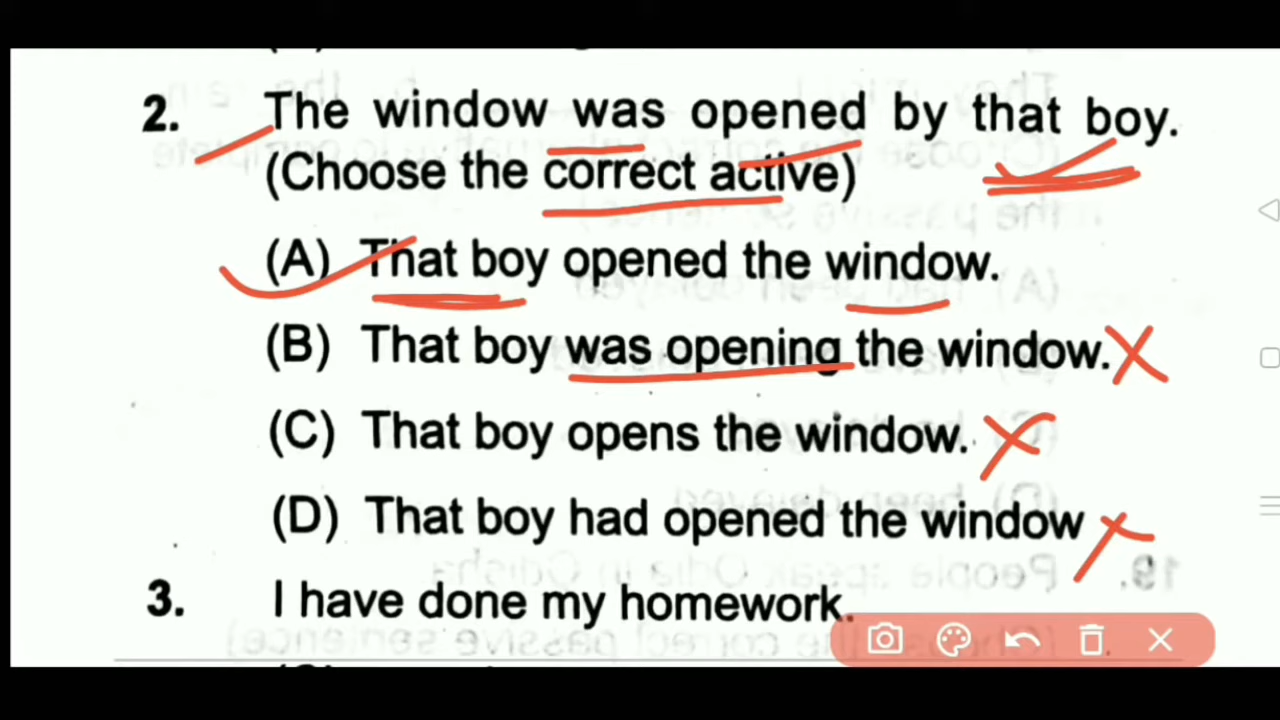 2. The window was opened by that boy.
(Choose the correct active)
(A) That boy opened the window.
(B) That boy was opening the window.
(C) That boy opens the window.
(D) That boy had opened the window
3. I have done my homework.